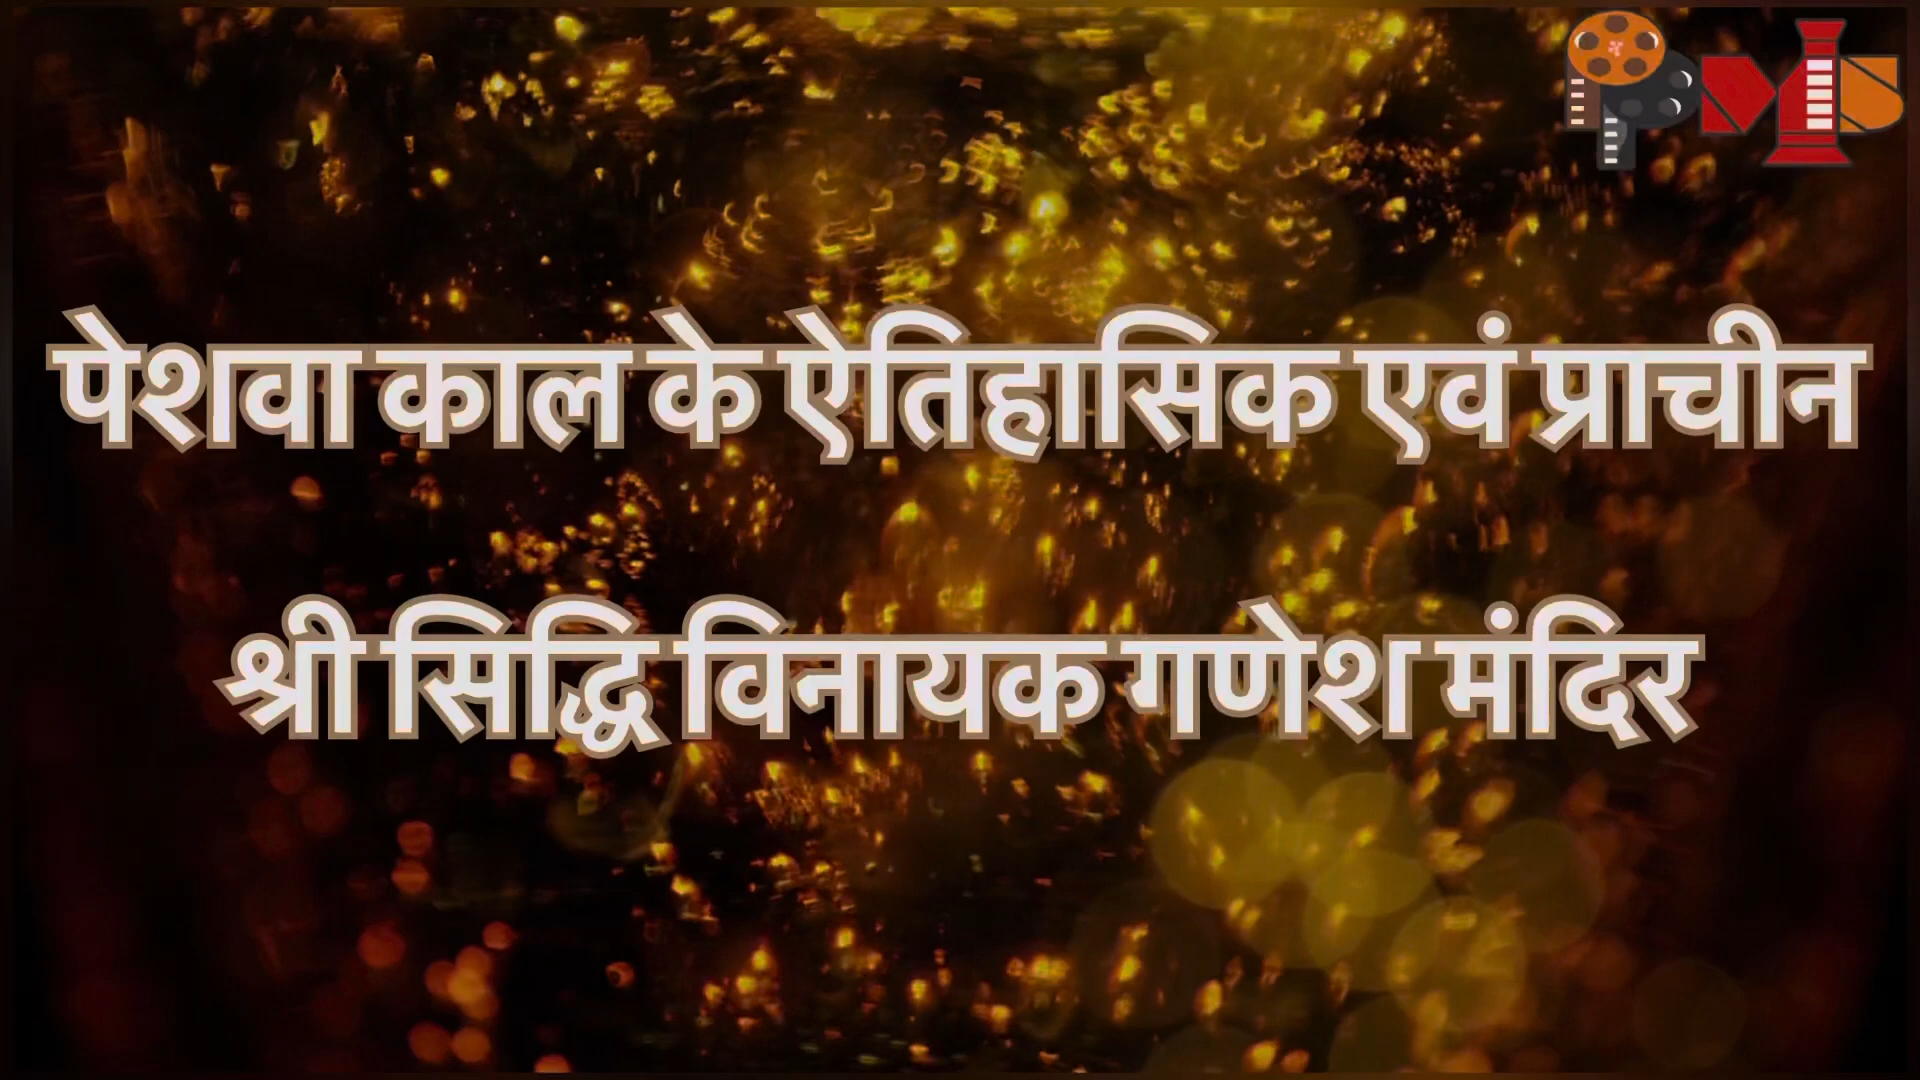 पेशवा काल के ऐतिहासिक एवं प्राचीन
श्री सिद्धि विनायक गणेश मंदिर